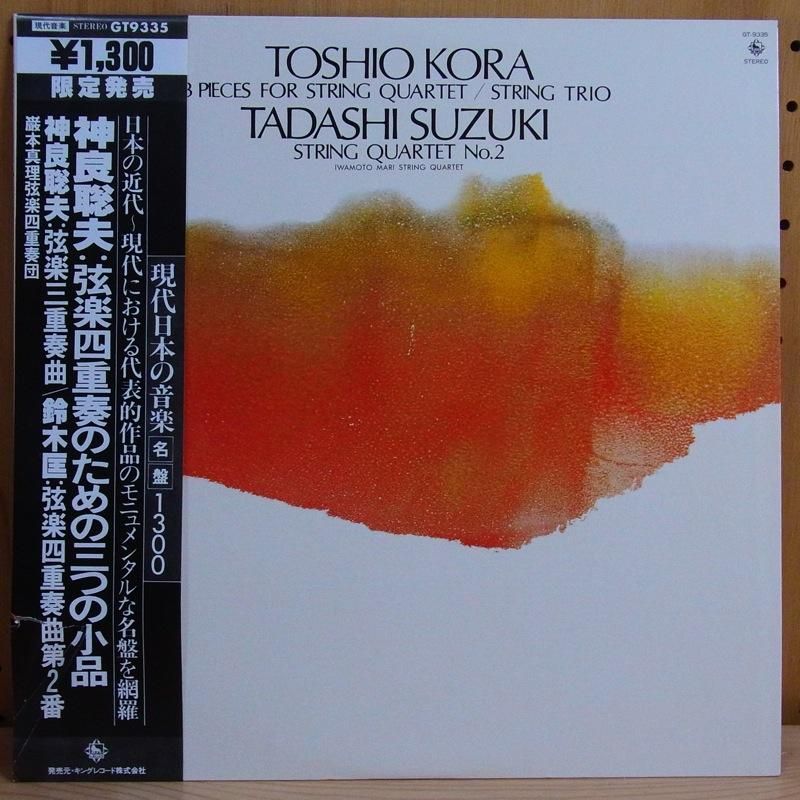 現代音楽 STEREO GT9335
¥1,300
限定発売
現代日本の音楽 名盤 1300
日本の近代〜現代における代表的作品のモニュメンタルな名盤を網羅
神良聡夫:弦楽四重奏のための三つの小品
神良聡夫:弦楽三重奏曲/鈴木匡:弦楽四重奏曲第2番
巌本真理弦楽四重奏団
発売元・キングレコード株式会社
TOSHIO KORA
3 PIECES FOR STRING QUARTET / STRING TRIO
TADASHI SUZUKI
STRING QUARTET No.2
IWAMOTO MARI STRING QUARTET
GT-9335
STEREO